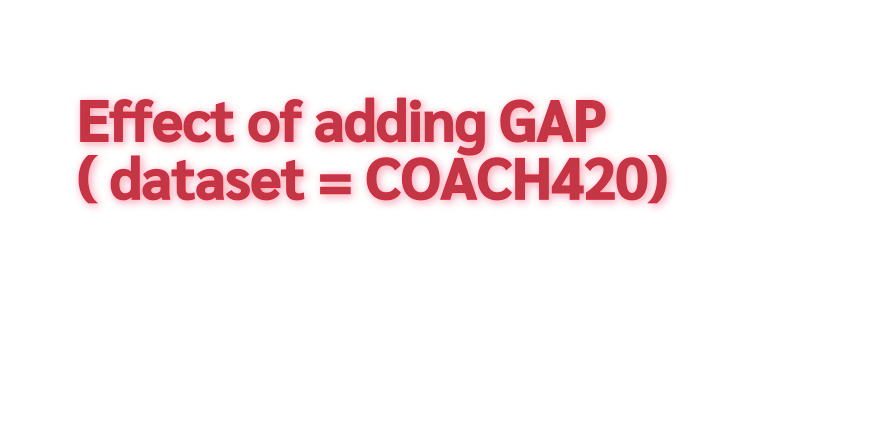 Effect of adding GAP
( dataset = COACH420)